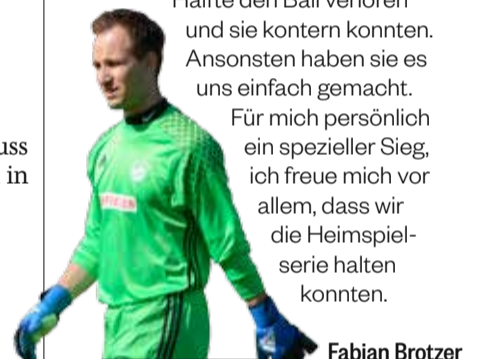 Hälfte den Ball verloren
und sie kontern konnten.
Ansonsten haben sie es
uns einfach gemacht.
Für mich persönlich
ein spezieller Sieg,
ich freue mich vor
allem, dass wir
die Heimspiel-
serie halten
konnten.
Fabian Brotzer
in